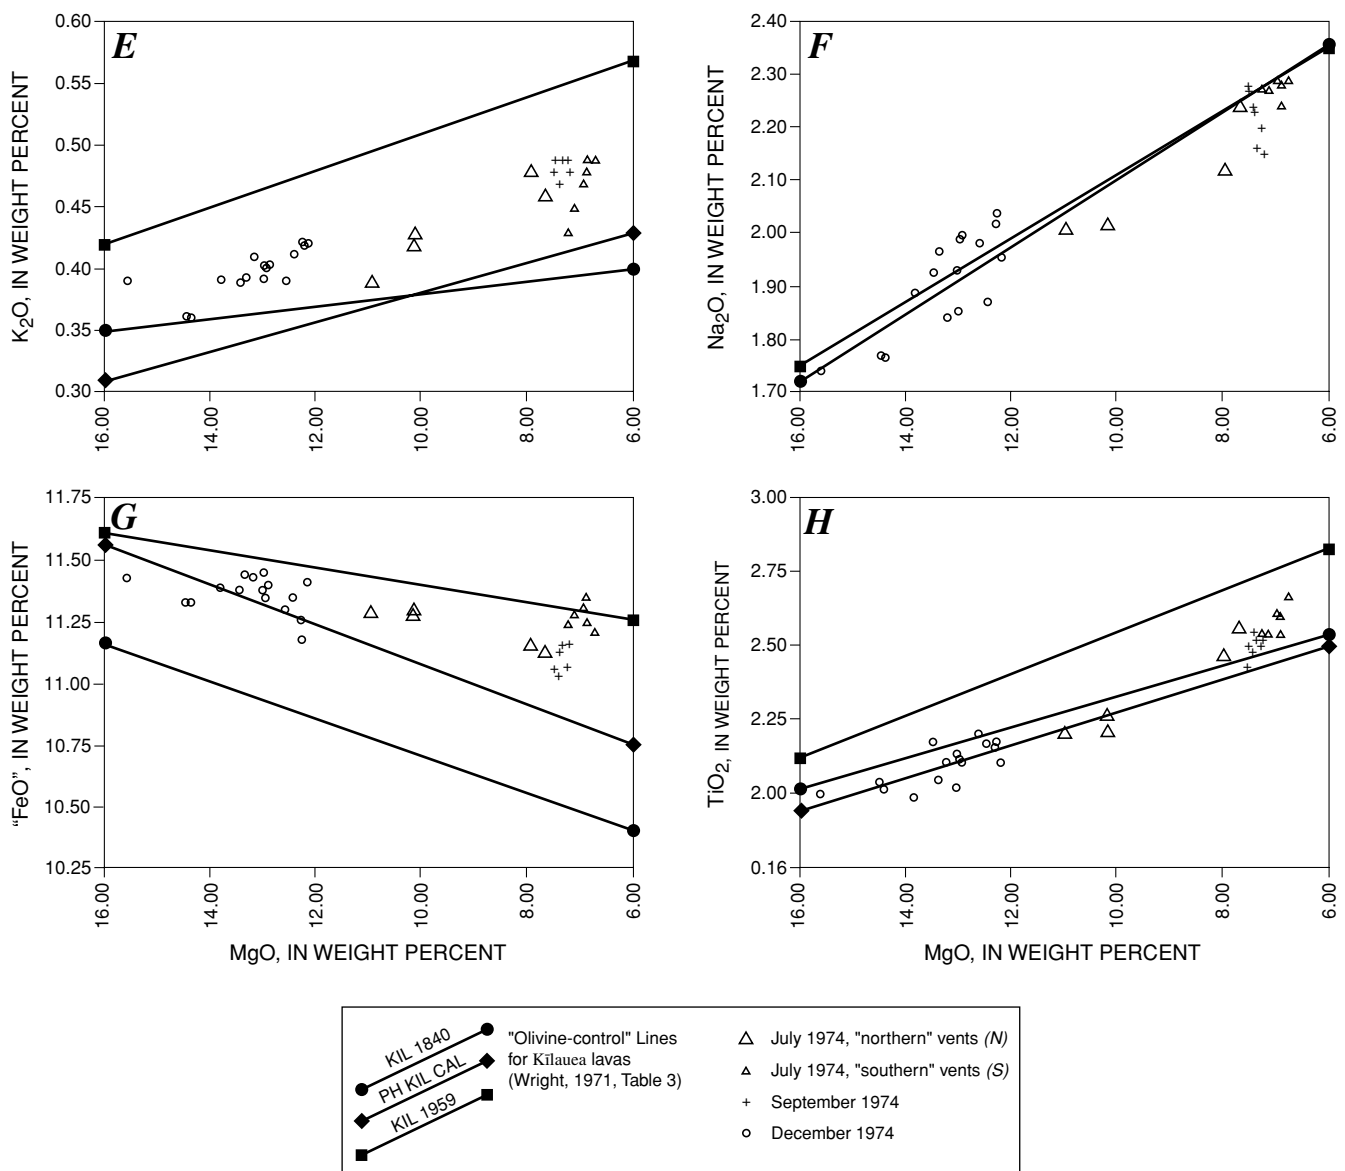 E
K2O, IN WEIGHT PERCENT
0.60
0.55
0.50
0.45
0.40
0.35
0.30
16.00
14.00
12.00
10.00
8.00
6.00
F
Na2O, IN WEIGHT PERCENT
2.40
2.30
2.20
2.10
2.00
1.90
1.80
1.70
16.00
14.00
12.00
10.00
8.00
6.00
G
"FeO", IN WEIGHT PERCENT
11.75
11.50
11.25
11.00
10.75
10.50
10.25
16.00
14.00
12.00
10.00
8.00
6.00
MgO, IN WEIGHT PERCENT
H
TiO2, IN WEIGHT PERCENT
3.00
2.75
2.50
2.25
2.00
0.16
16.00
14.00
12.00
10.00
8.00
6.00
MgO, IN WEIGHT PERCENT
KIL 1840
PH KIL CAL
KIL 1959
"Olivine-control" Lines
for Kīlauea lavas
(Wright, 1971, Table 3)
July 1974, "northern" vents (N)
July 1974, "southern" vents (S)
September 1974
December 1974